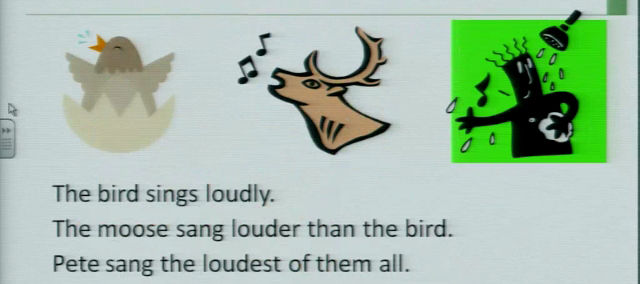 The bird sings loudly.
The moose sang louder than the bird.
Pete sang the loudest of them all.